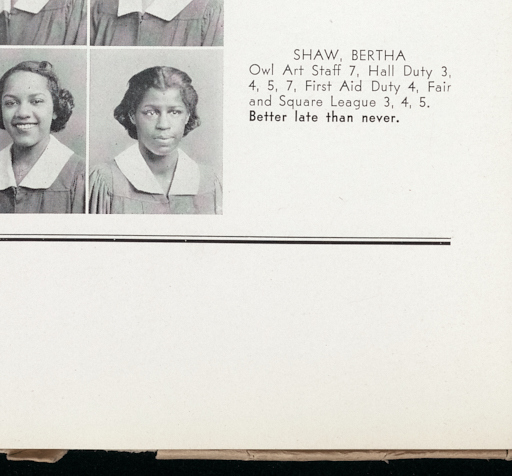 SHAW, BERTHA
Owl Art Staff 7, Hall Duty 3,
4, 5, 7, First Aid Duty 4, Fair
and Square League 3, 4, 5.
Better late than never.